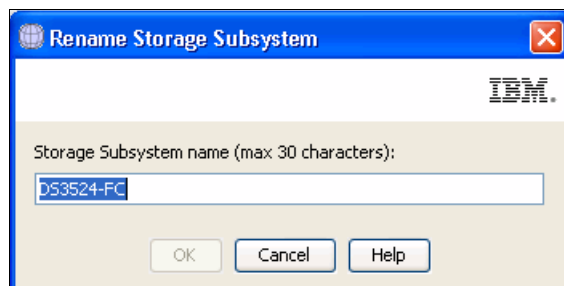 Rename Storage Subsystem
IBM.
Storage Subsystem name (max 30 characters):
DS3524-FC
OK Cancel Help